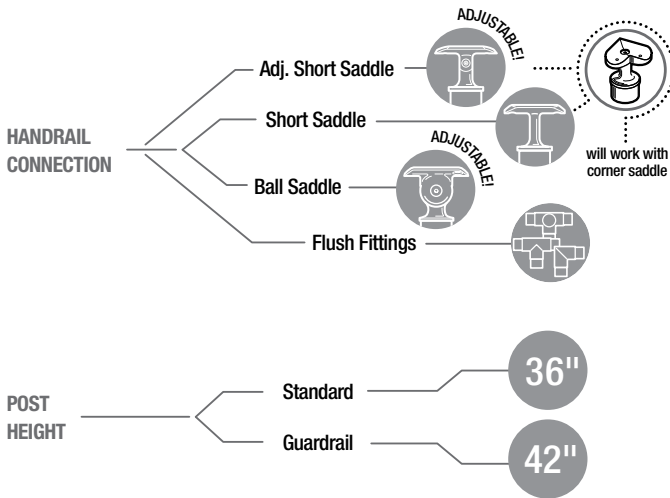 ADJUSTABLE!
Adj. Short Saddle
Short Saddle
HANDRAIL
CONNECTION
ADJUSTABLE!
will work with
corner saddle
Ball Saddle
Flush Fittings
36"
Standard
POST
HEIGHT
Guardrail
42"